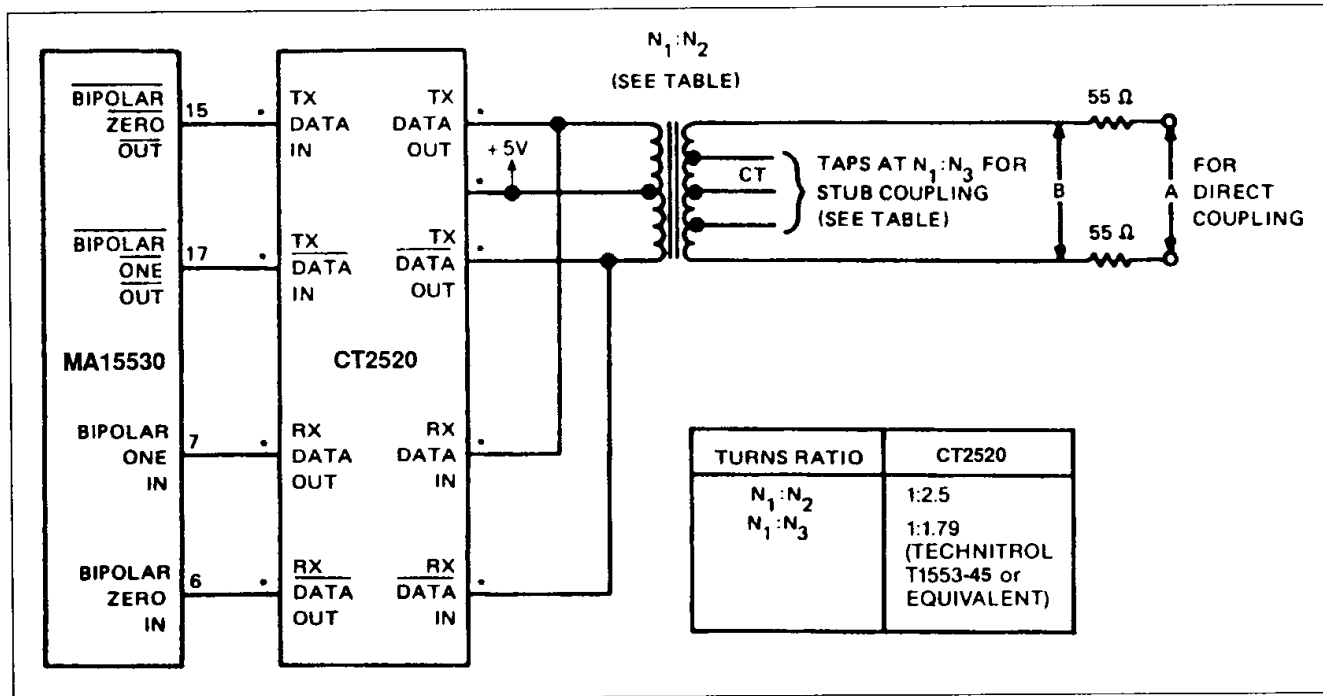 N1:N2
(SEE TABLE)
BIPOLAR
ZERO
OUT
15
TX
DATA
IN
TX
DATA
OUT
+5V
55 Ω
CT
TAPS AT N1:N3 FOR
STUB COUPLING
(SEE TABLE)
B
A
FOR
DIRECT
COUPLING
BIPOLAR
ONE
OUT
17
TX
DATA
IN
TX
DATA
OUT
55 Ω
MA15530
CT2520
BIPOLAR
ONE
IN
7
RX
DATA
OUT
RX
DATA
IN
BIPOLAR
ZERO
IN
6
RX
DATA
OUT
RX
DATA
IN
TURNS RATIO
CT2520
N1:N2
1:2.5
N1:N3
1:1.79
(TECHNITROL
T1553-45 or
EQUIVALENT)